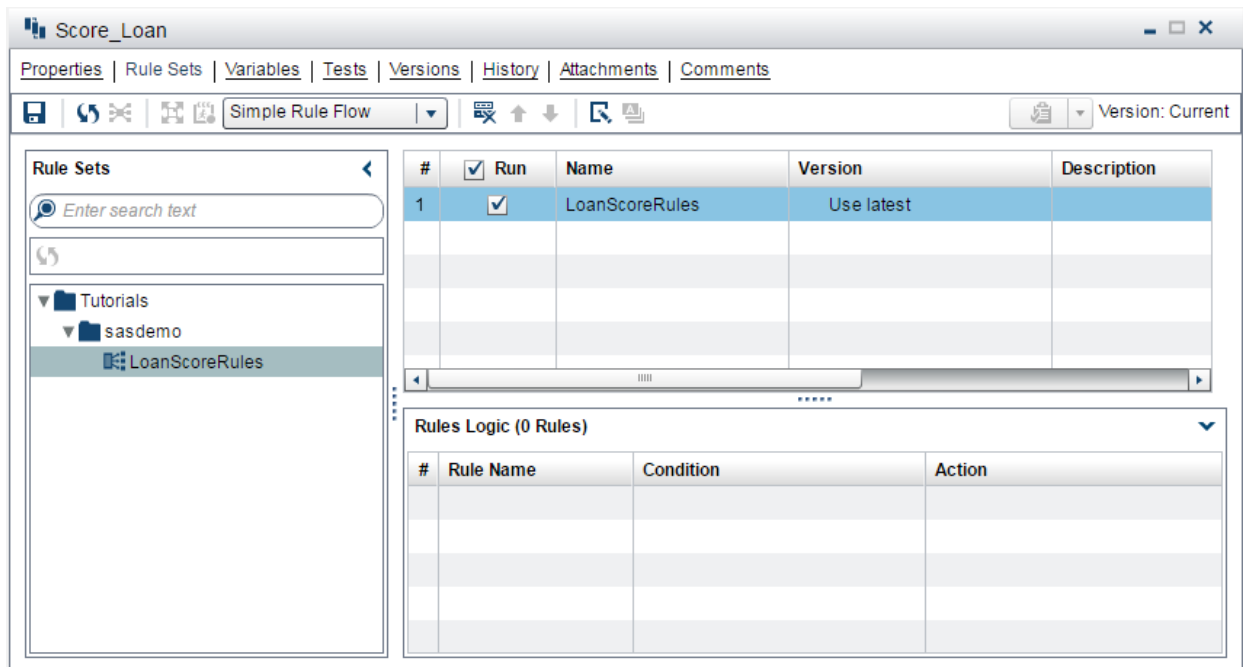 Score_Loan
Properties | Rule Sets | Variables | Tests | Versions | History | Attachments | Comments
Simple Rule Flow
Version: Current
Rule Sets
Enter search text
Tutorials
sasdemo
LoanScoreRules
# Run Name Version Description
1 LoanScoreRules Use latest
Rules Logic (0 Rules)
# Rule Name Condition Action